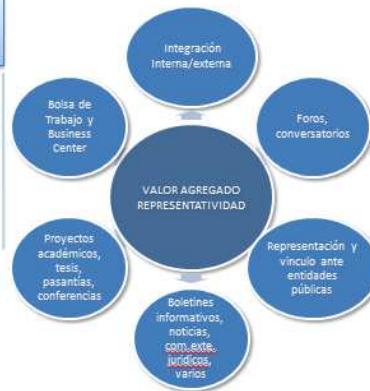 Integración
Interna/externa
Foros,
conversatorios
Representación y
vinculo ante
entidades
públicas
Boletines
informativos,
noticias,
com.exte,
jurídicos,
varios
Proyectos
académicos,
tesis,
pasantías,
conferencias
Bolsa de
Trabajo y
Business
Center
VALOR AGREGADO
REPRESENTATIVIDAD